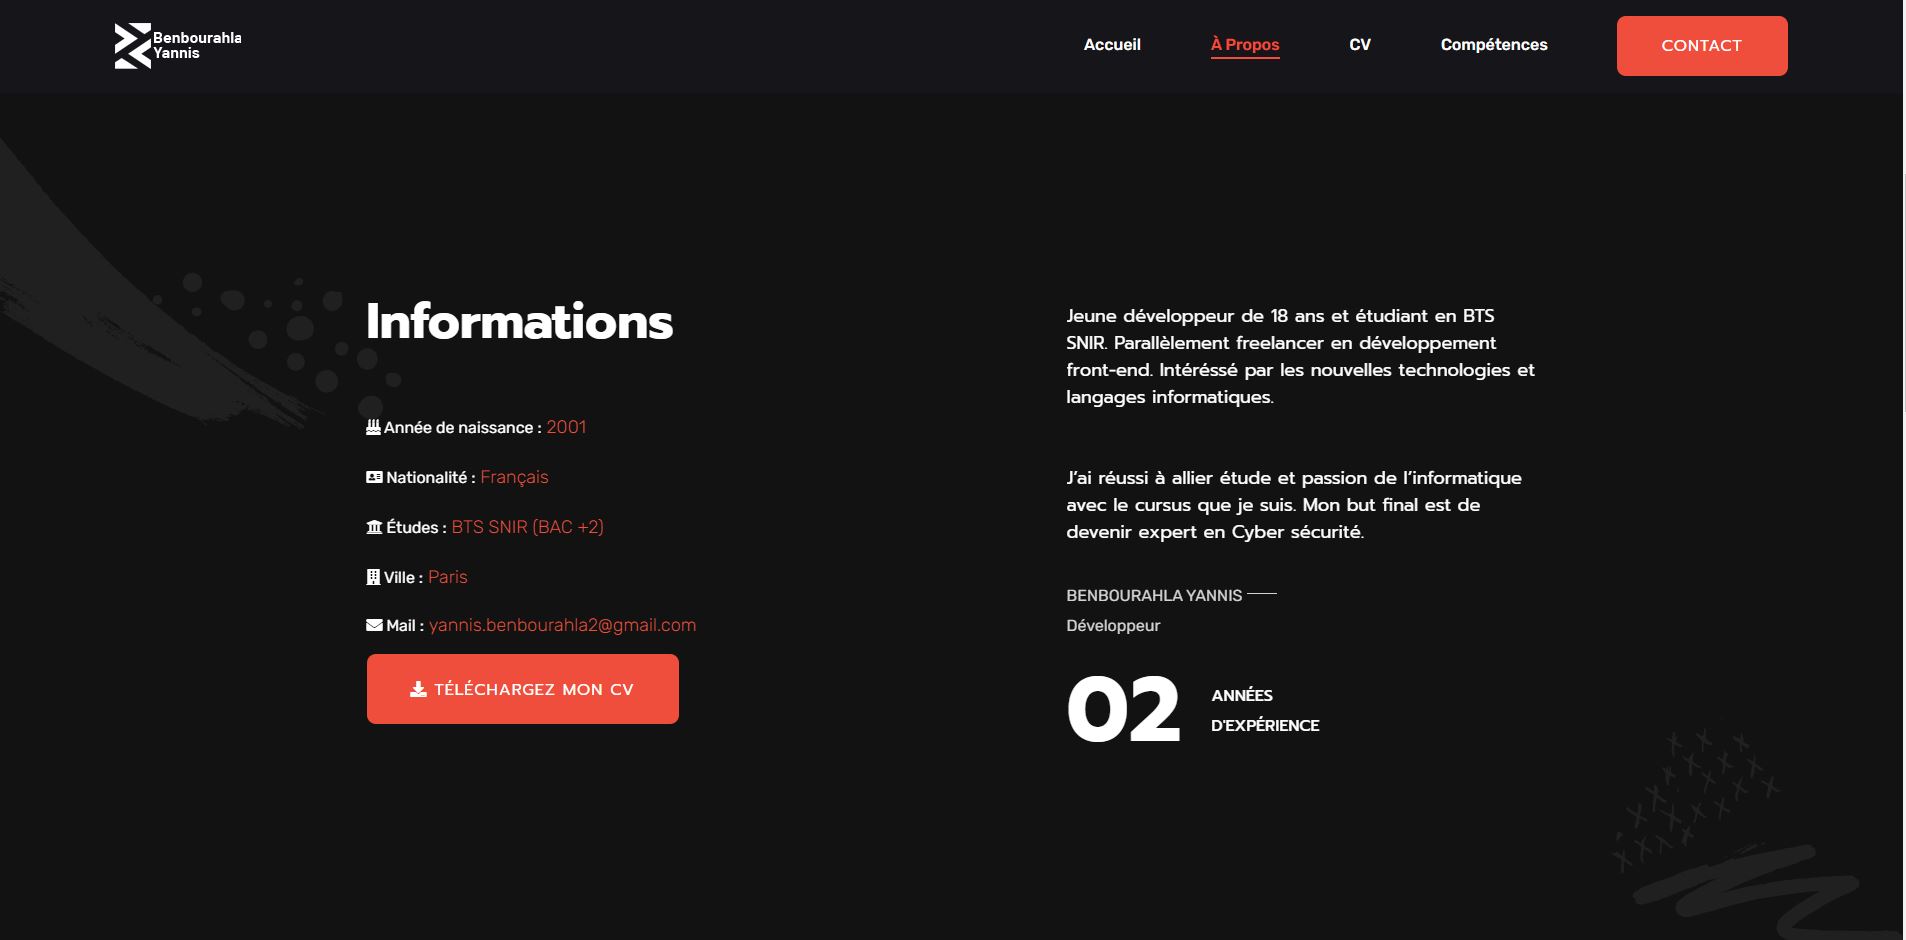 Benbourahla
Yannis
Accueil
À Propos
CV
Compétences
CONTACT
Informations
Année de naissance : 2001
Nationalité : Français
Études : BTS SNIR (BAC +2)
Ville : Paris
Mail : yannis.benbourahla2@gmail.com
TÉLÉCHARGEZ MON CV
Jeune développeur de 18 ans et étudiant en BTS
SNIR. Parallèlement freelancer en développement
front-end. Intéréssé par les nouvelles technologies et
langages informatiques.
J’ai réussi à allier étude et passion de l’informatique
avec le cursus que je suis. Mon but final est de
devenir expert en Cyber sécurité.
BENBOURAHLA YANNIS
Développeur
02
ANNÉES
D'EXPÉRIENCE